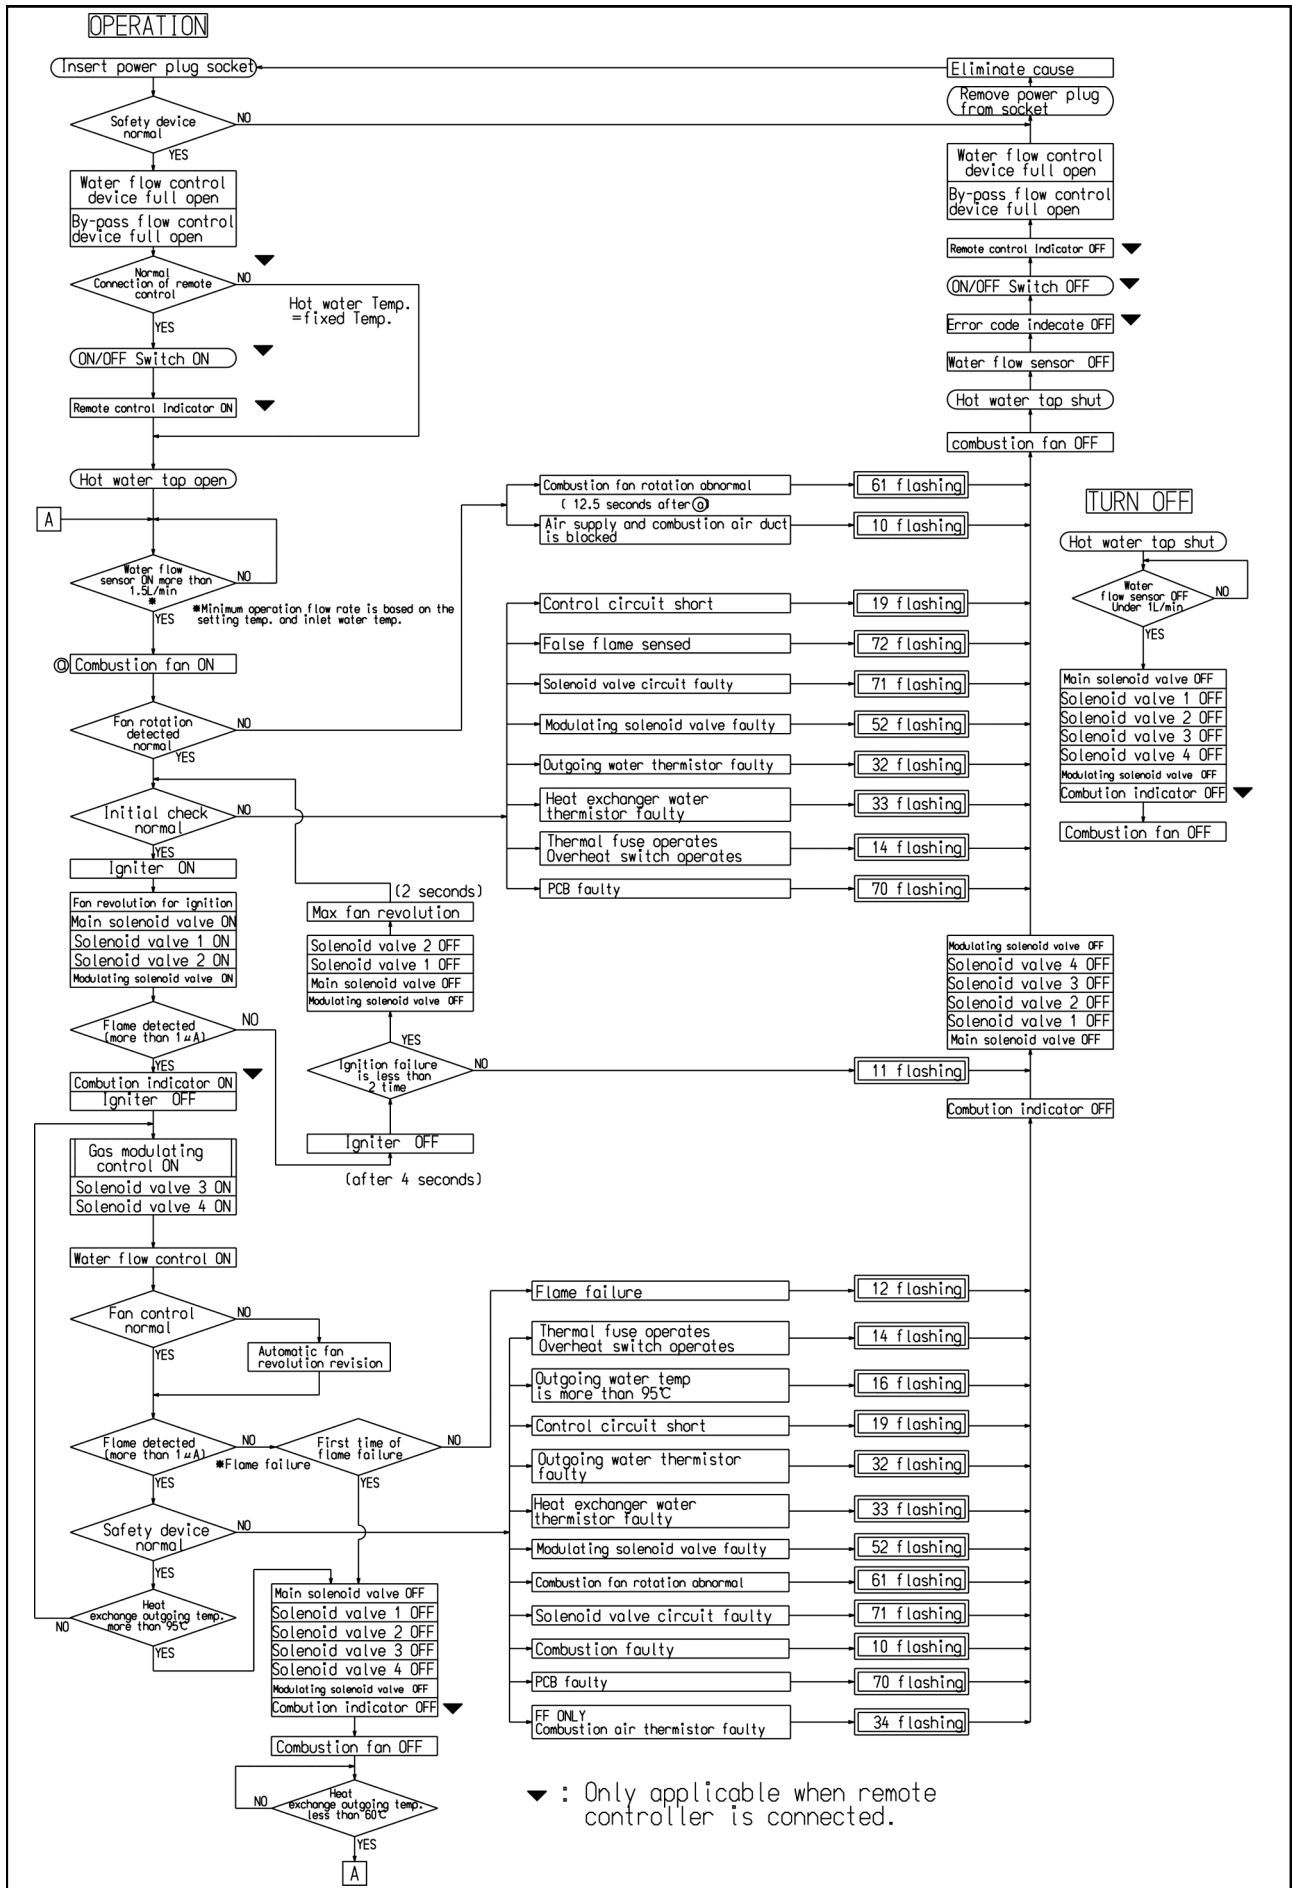 OPERATION
Insert power plug socket
Safety device
normal
NO
YES
Water flow control
device full open
By-pass flow control
device full open
Normal
Connection of remote
control
NO
YES
Hot water Temp.
=fixed Temp.
ON/OFF Switch ON
Remote control Indicator ON
Hot water tap open
A
Water flow
sensor ON more than
1.5L/min
*
NO
YES
*Minimum operation flow rate is based on the
setting temp. and inlet water temp.
@ Combustion fan ON
Fan rotation
detected
normal
NO
YES
Initial check
normal
NO
YES
Igniter ON
Fan revolution for ignition
Main solenoid valve ON
Solenoid valve 1 ON
Solenoid valve 2 ON
Modulating solenoid valve ON
Flame detected
(more than 1μA)
NO
YES
Combution indicator ON
Igniter OFF
Gas modulating
control ON
Solenoid valve 3 ON
Solenoid valve 4 ON
Water flow control ON
Fan control
normal
NO
YES
Automatic fan
revolution revision
Flame detected
(more than 1μA)
NO
*Flame failure
YES
First time of
flame failure
NO
YES
Safety device
normal
NO
YES
Heat
exchange outgoing temp.
more than 95℃
NO
YES
(2 seconds)
Max fan revolution
Solenoid valve 2 OFF
Solenoid valve 1 OFF
Main solenoid valve OFF
Modulating solenoid valve OFF
YES
Ignition failure
is less than
2 time
NO
Igniter OFF
(after 4 seconds)
Main solenoid valve OFF
Solenoid valve 1 OFF
Solenoid valve 2 OFF
Solenoid valve 3 OFF
Solenoid valve 4 OFF
Modulating solenoid valve OFF
Combution indicator OFF
Combustion fan OFF
Heat
exchange outgoing temp.
less than 60℃
NO
YES
A
Combustion fan rotation abnormal
61 flashing
( 12.5 seconds after @)
Air supply and combustion air duct
is blocked
10 flashing
Control circuit short
19 flashing
False flame sensed
72 flashing
Solenoid valve circuit faulty
71 flashing
Modulating solenoid valve faulty
52 flashing
Outgoing water thermistor faulty
32 flashing
Heat exchanger water
thermistor faulty
33 flashing
Thermal fuse operates
Overheat switch operates
14 flashing
PCB faulty
70 flashing
11 flashing
Flame failure
12 flashing
Thermal fuse operates
Overheat switch operates
14 flashing
Outgoing water temp
is more than 95℃
16 flashing
Control circuit short
19 flashing
Outgoing water thermistor
faulty
32 flashing
Heat exchanger water
thermistor faulty
33 flashing
Modulating solenoid valve faulty
52 flashing
Combustion fan rotation abnormal
61 flashing
Solenoid valve circuit faulty
71 flashing
Combustion faulty
10 flashing
PCB faulty
70 flashing
FF ONLY
Combustion air thermistor faulty
34 flashing
Eliminate cause
Remove power plug
from socket
Water flow control
device full open
By-pass flow control
device full open
Remote control Indicator OFF
ON/OFF Switch OFF
Error code indecate OFF
Water flow sensor OFF
Hot water tap shut
combustion fan OFF
Modulating solenoid valve OFF
Solenoid valve 4 OFF
Solenoid valve 3 OFF
Solenoid valve 2 OFF
Solenoid valve 1 OFF
Main solenoid valve OFF
Combution indicator OFF
TURN OFF
Hot water tap shut
Water
flow sensor OFF
Under 1L/min
NO
YES
Main solenoid valve OFF
Solenoid valve 1 OFF
Solenoid valve 2 OFF
Solenoid valve 3 OFF
Solenoid valve 4 OFF
Modulating solenoid valve OFF
Combution indicator OFF
Combustion fan OFF
▼ : Only applicable when remote
controller is connected.